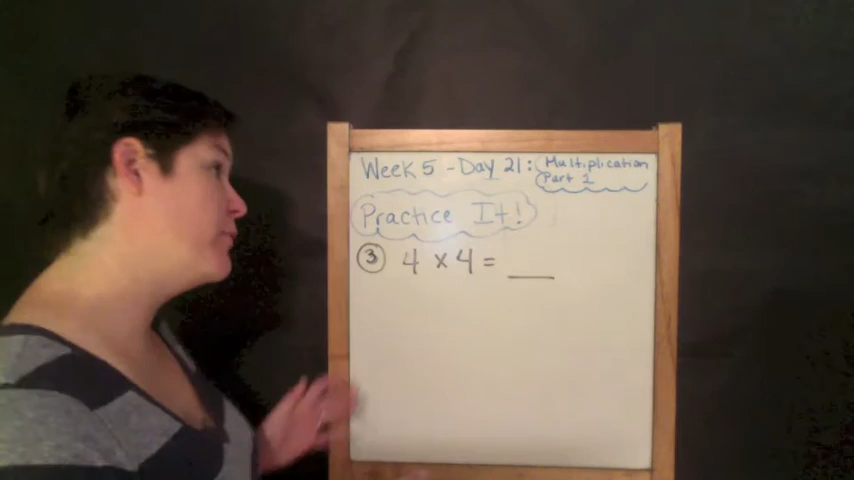 Week 5 - Day 21: Multiplication
Part 1
Practice It!
3 4 x 4 = ___